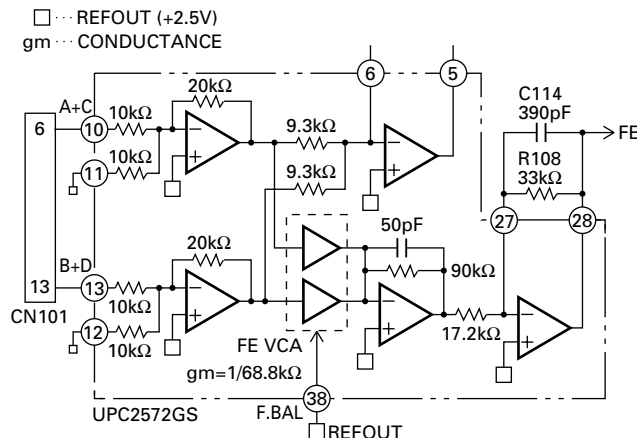 □ ··· REFOUT (+2.5V)
gm ··· CONDUCTANCE
6
5
20kΩ
C114
390pF
A+C
10kΩ
6
10
9.3kΩ
FE
10kΩ
R108
33kΩ
11
9.3kΩ
27
28
20kΩ
50pF
B+D
13
13
10kΩ
90kΩ
CN101
12
10kΩ
FE VCA
17.2kΩ
gm=1/68.8kΩ
38
UPC2572GS
F.BAL
REFOUT